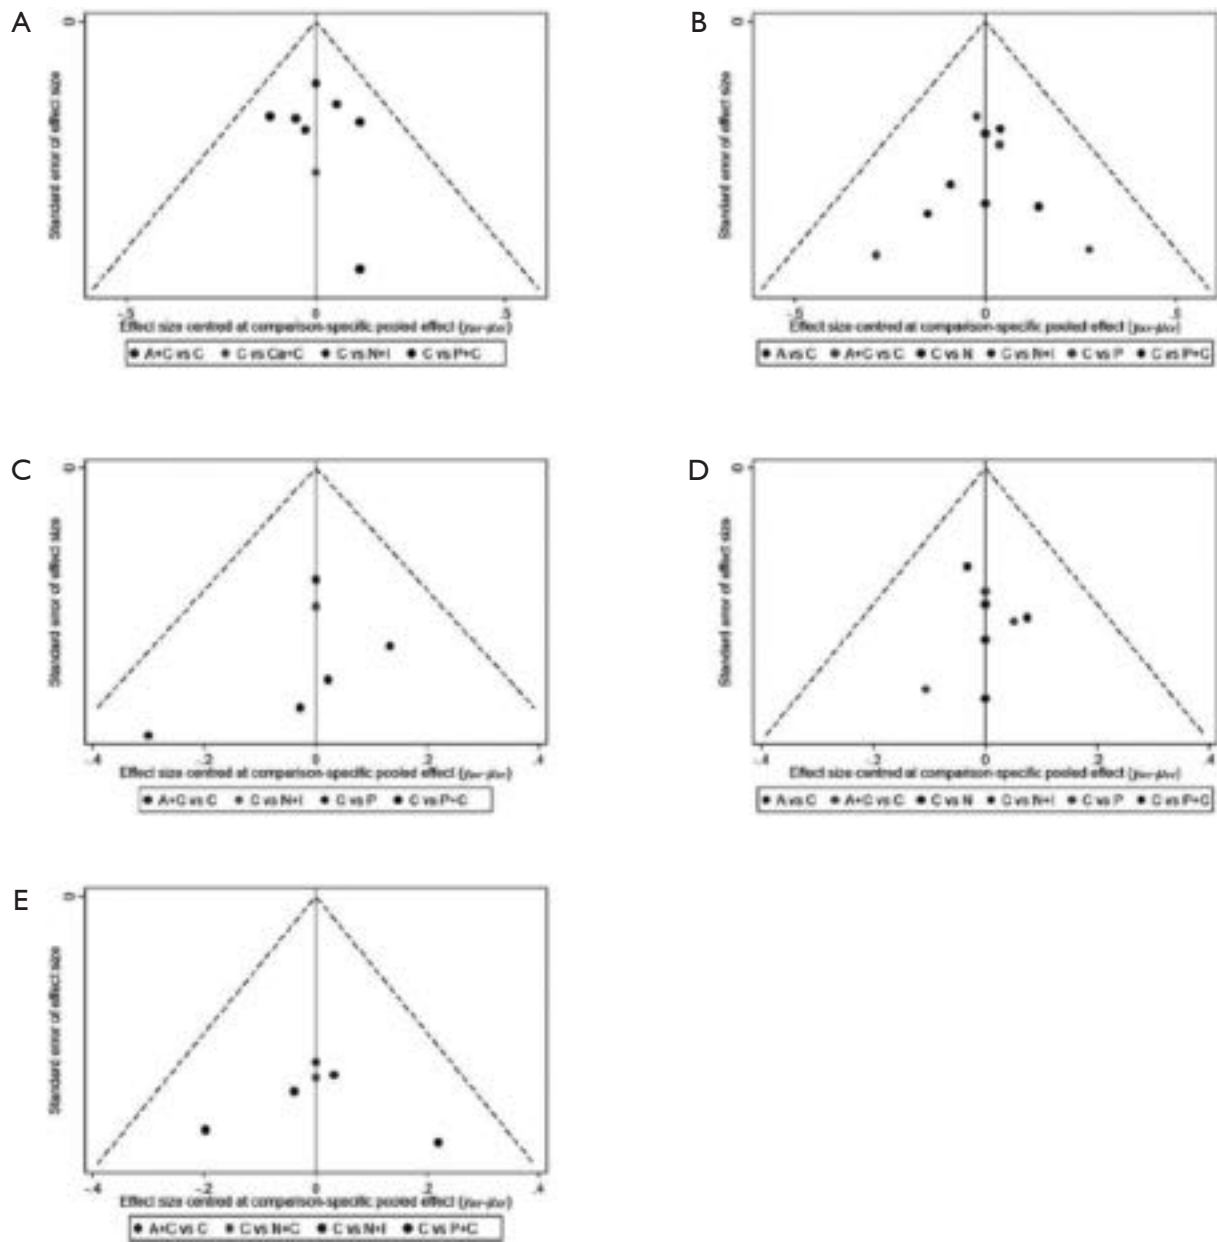 A
Standard error of effect size
0
-.5 0 .5
Effect size centred at comparison-specific pooled effect
A+C vs C C vs Ca+C C vs N+I C vs P+C
B
Standard error of effect size
0
-.5 0 .5
Effect size centred at comparison-specific pooled effect
A vs C A+C vs C C vs N C vs N+I C vs P C vs P+C
C
Standard error of effect size
0
-.4 -.2 0 .2 .4
Effect size centred at comparison-specific pooled effect
A+C vs C C vs N+I C vs P C vs P+C
D
Standard error of effect size
0
-.4 -.2 0 .2 .4
Effect size centred at comparison-specific pooled effect
A vs C A+C vs C C vs N C vs N+I C vs P C vs P+C
E
Standard error of effect size
0
-.4 -.2 0 .2 .4
Effect size centred at comparison-specific pooled effect
A+C vs C C vs N+C C vs N+I C vs P+C